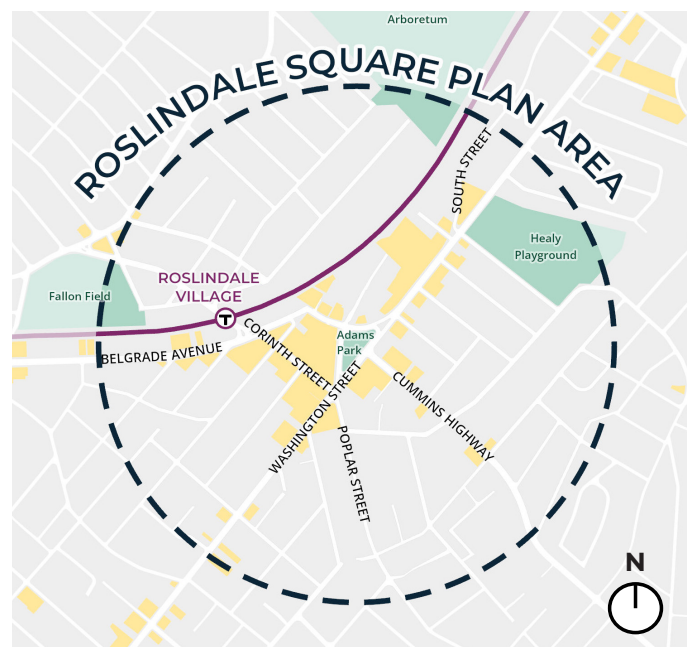 Arboretum
ROSLINDALE SQUARE PLAN AREA
SOUTH STREET
Healy
Playground
ROSLINDALE
VILLAGE
Fallon Field
T
Adams
Park
BELGRADE AVENUE
CORINTH STREET
WASHINGTON STREET
CUMMINS HIGHWAY
POPLAR STREET
N